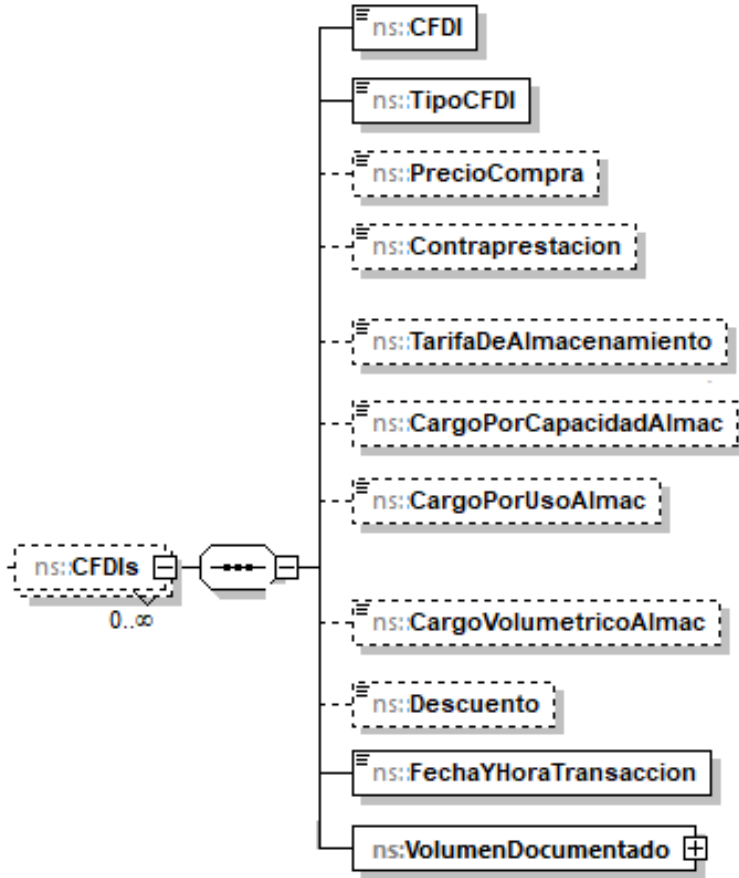 ns::CFDI
ns::TipoCFDI
ns::PrecioCompra
ns::Contraprestacion
ns::TarifaDeAlmacenamiento
ns::CargoPorCapacidadAlmac
ns::CargoPorUsoAlmac
ns::CFDIs
0..∞
ns::CargoVolumetricoAlmac
ns::Descuento
ns::FechaYHoraTransaccion
ns:VolumenDocumentado